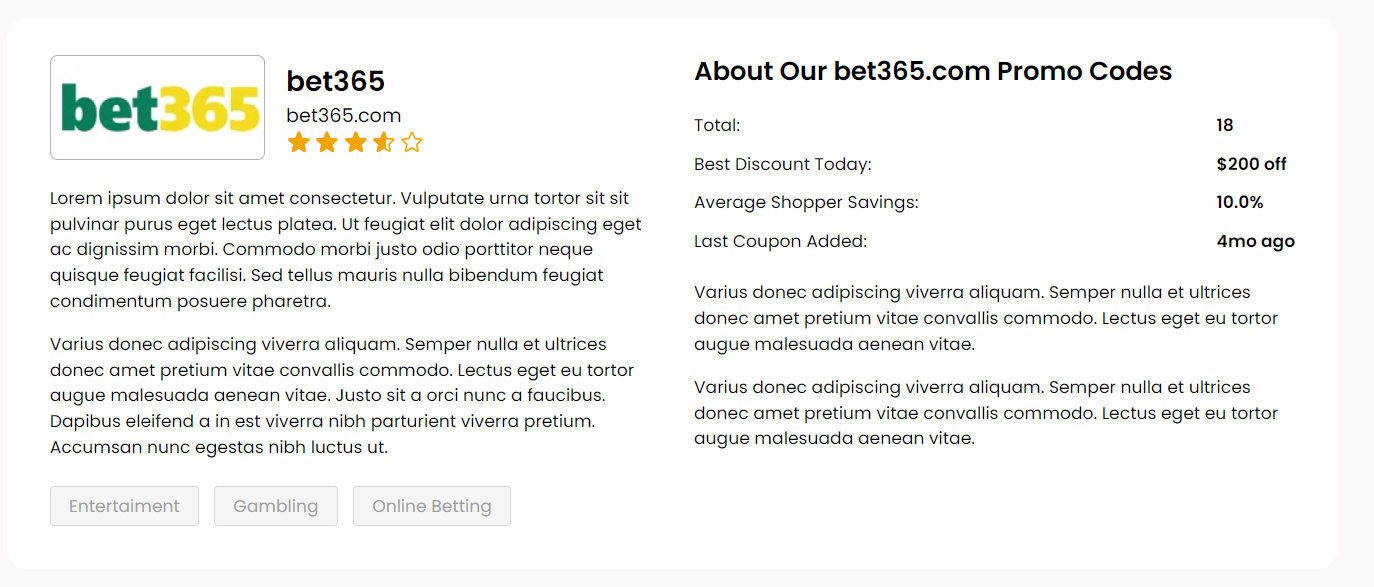 bet365
bet365
bet365.com
Lorem ipsum dolor sit amet consectetur. Vulputate urna tortor sit sit
pulvinar purus eget lectus platea. Ut feugiat elit dolor adipiscing eget
ac dignissim morbi. Commodo morbi justo odio porttitor neque
quisque feugiat facilisi. Sed tellus mauris nulla bibendum feugiat
condimentum posuere pharetra.
Varius donec adipiscing viverra aliquam. Semper nulla et ultrices
donec amet pretium vitae convallis commodo. Lectus eget eu tortor
augue malesuada aenean vitae. Justo sit a orci nunc a faucibus.
Dapibus eleifend a in est viverra nibh parturient viverra pretium.
Accumsan nunc egestas nibh luctus ut.
Entertaiment
Gambling
Online Betting
About Our bet365.com Promo Codes
Total: 18
Best Discount Today: $200 off
Average Shopper Savings: 10.0%
Last Coupon Added: 4mo ago
Varius donec adipiscing viverra aliquam. Semper nulla et ultrices
donec amet pretium vitae convallis commodo. Lectus eget eu tortor
augue malesuada aenean vitae.
Varius donec adipiscing viverra aliquam. Semper nulla et ultrices
donec amet pretium vitae convallis commodo. Lectus eget eu tortor
augue malesuada aenean vitae.